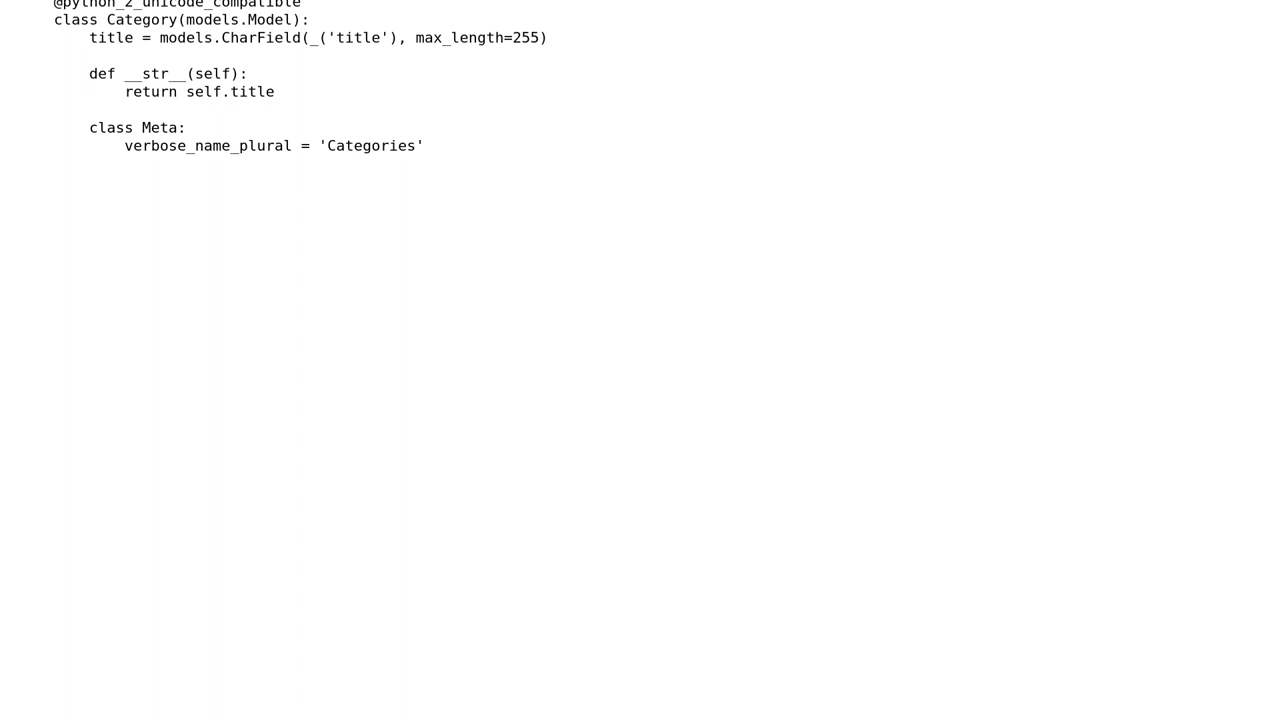 @python_2_unicode_compatible
class Category(models.Model):
    title = models.CharField(_('title'), max_length=255)

    def __str__(self):
        return self.title

    class Meta:
        verbose_name_plural = 'Categories'